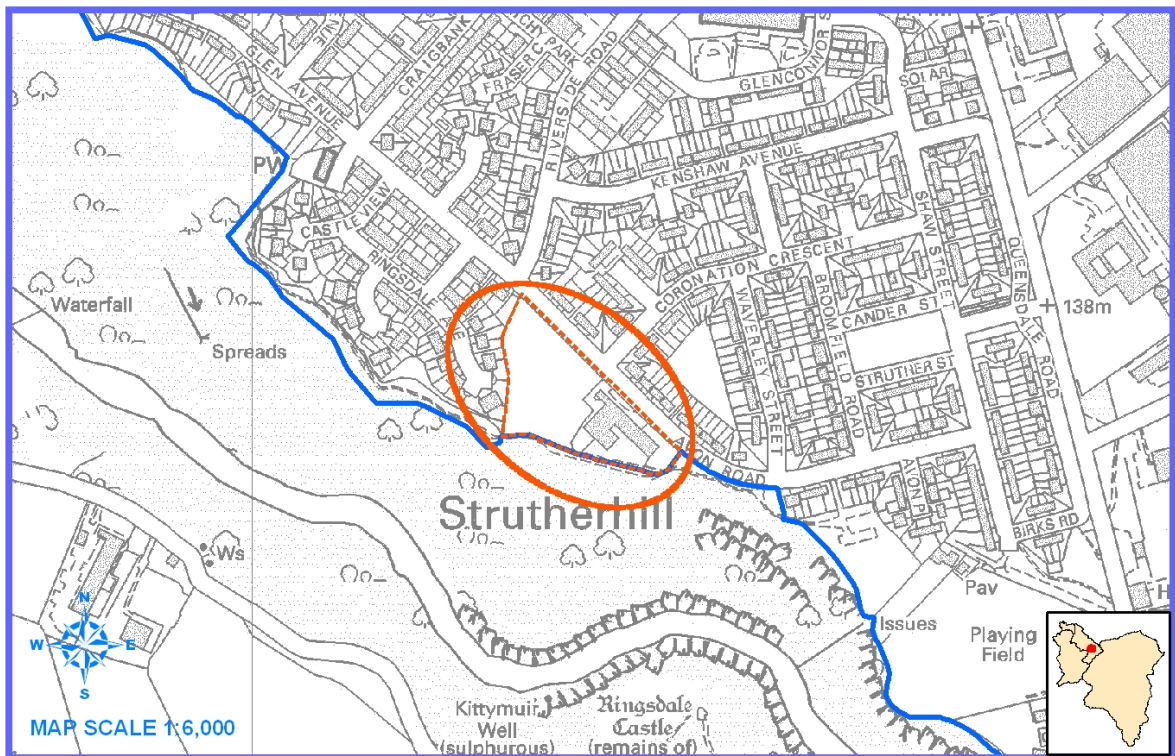 GLEN
AVENUE
CRAIGBANK
FRASER C
RIVERSIDE ROAD
GLENCONNOR
SOLAR
KENSHAW AVENUE
PW
CASTLE VIEW
RINGSDALE
CORONATION CRESCENT
SHAW STREET
QUEENSDALE ROAD
Waterfall
Spreads
WAVERLEY STREET
BROOMFIELD ROAD
CANDER ST
138m
STRUTHER ST
ROAD
AVON P
BIRKS RD
Strutherhill
Ws
Pav
Issues
Playing
Field
N
W
E
S
MAP SCALE 1:6,000
Kittymuir
Well
(sulphurous)
Ringsdale
Castle
(remains of)